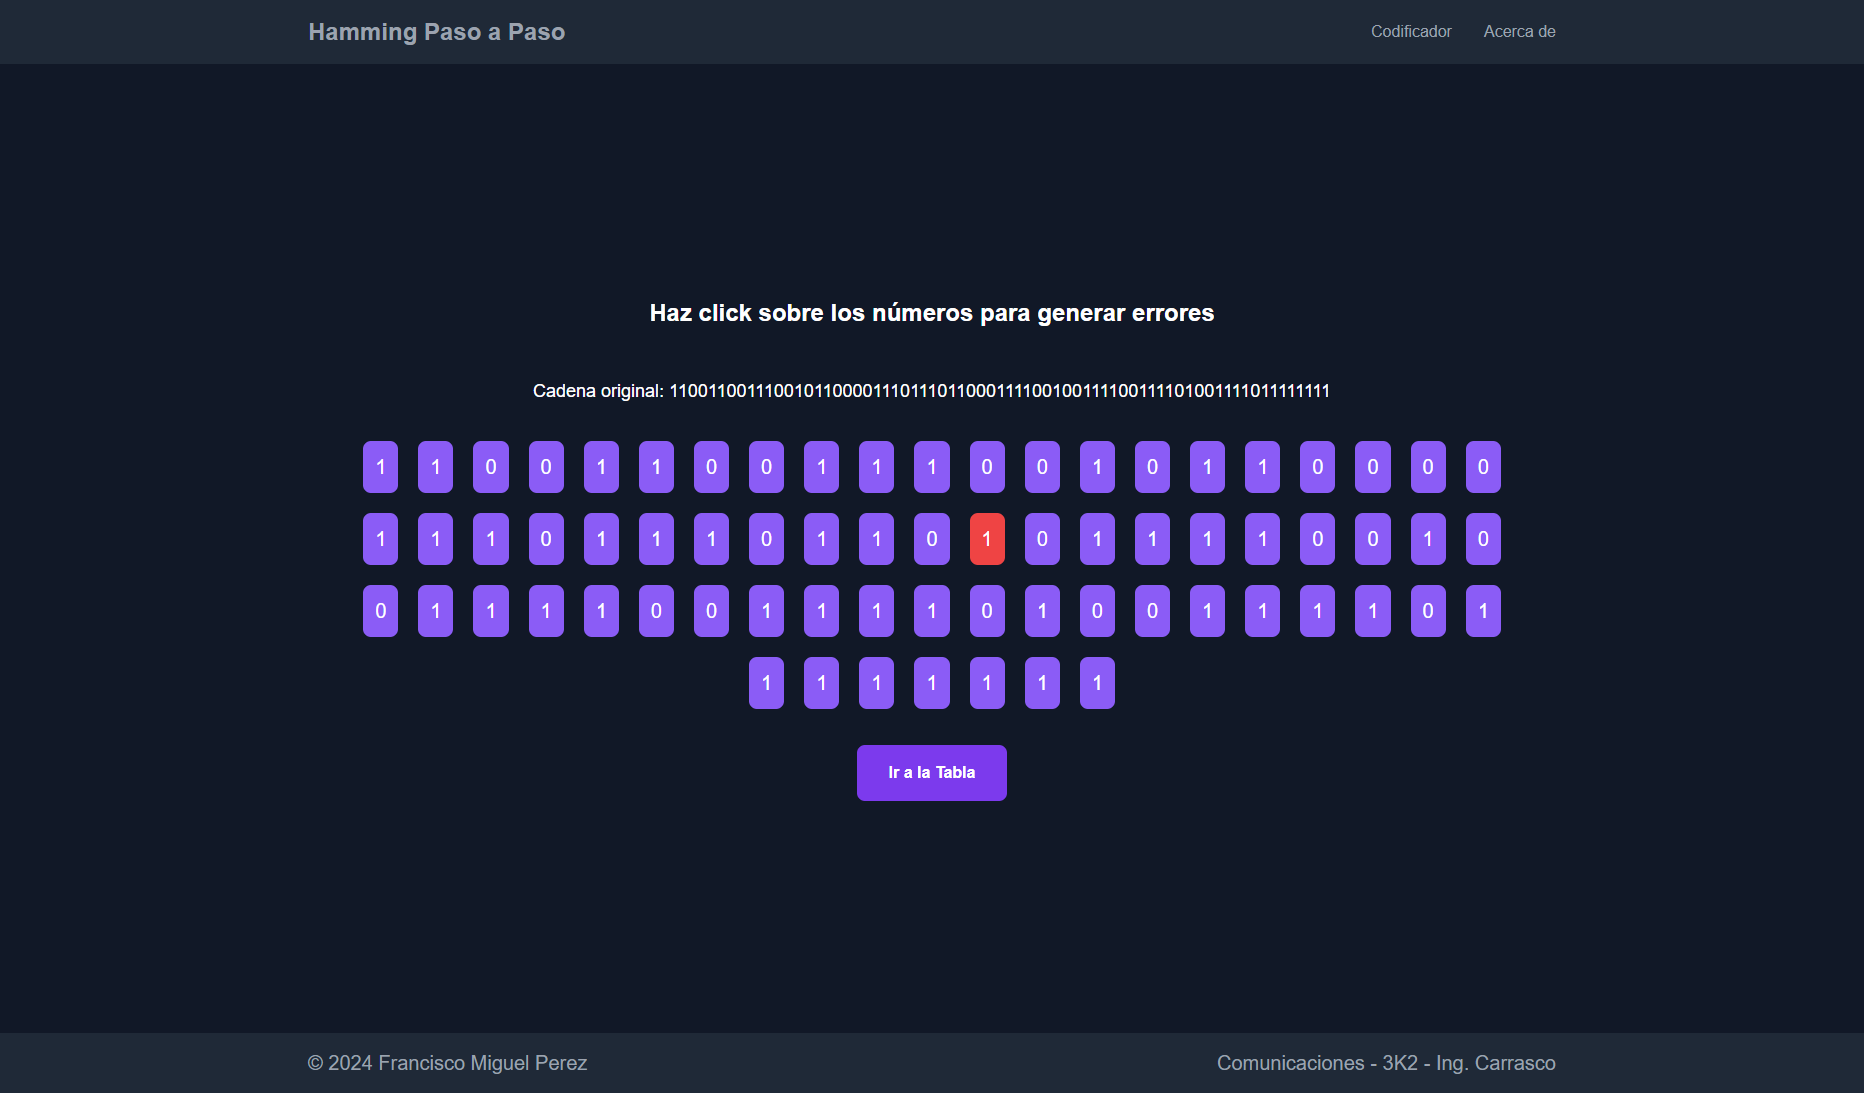 Hamming Paso a Paso
Codificador
Acerca de
Haz click sobre los números para generar errores
Cadena original: 1100110011100101100001110111011000111100100111100111101001111011111111
1 1 0 0 1 1 0 0 1 1 1 0 0 1 0 1 1 0 0 0 0
1 1 1 0 1 1 1 0 1 1 0 1 0 1 1 1 1 0 0 1 0
0 1 1 1 1 0 0 1 1 1 1 0 1 0 0 1 1 1 1 0 1
1 1 1 1 1 1 1
Ir a la Tabla
© 2024 Francisco Miguel Perez
Comunicaciones - 3K2 - Ing. Carrasco